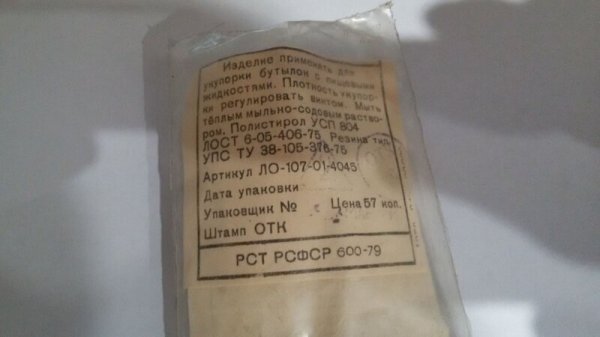 Изделие применять для
укупорки бутылок с пищевыми
жидкостями. Плотность укупор-
ки регулировать винтом. Мыть
тёплым мыльно-содовым раство-
ром. Полистирол УСП 804
ЛОСТ 6-05-406-75 Резина тип.
УПС ТУ 38-105-376-75
Артикул ЛО-107-01-4045
Дата упаковки
Упаковщик № Цена 57 коп.
Штамп ОТК
РСТ РСФСР 600-79